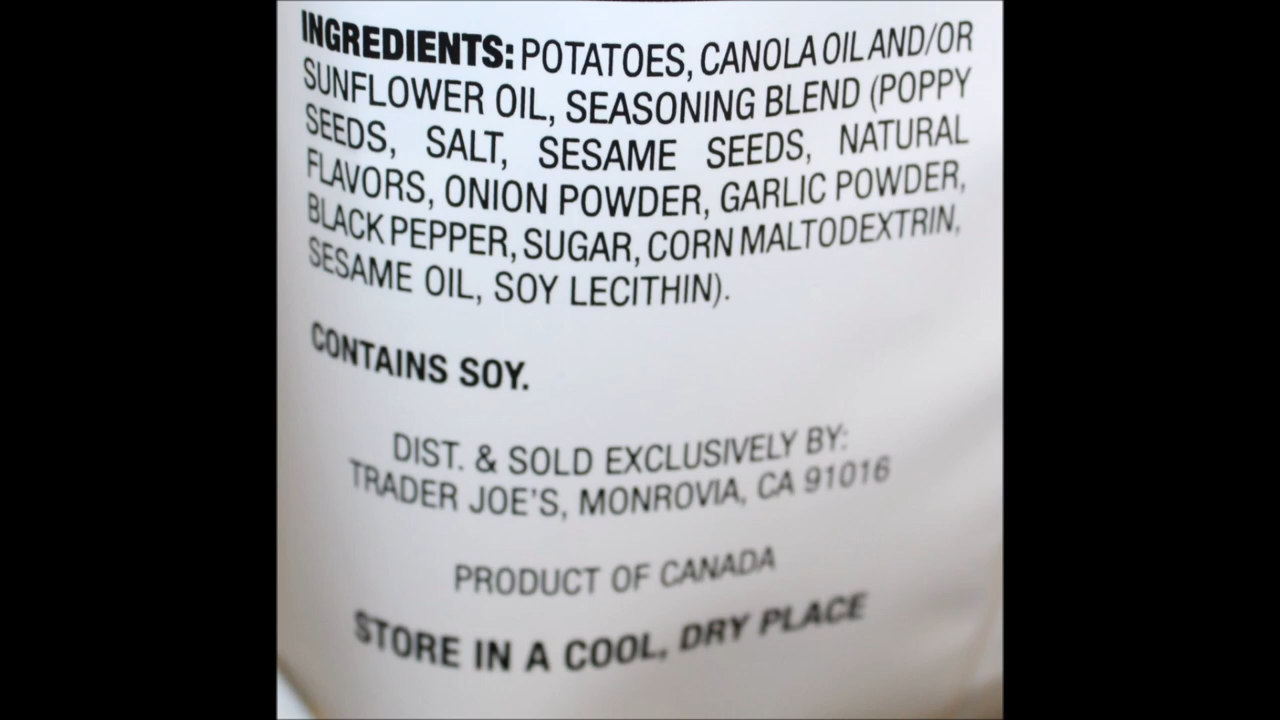 INGREDIENTS: POTATOES, CANOLA OIL AND/OR
SUNFLOWER OIL, SEASONING BLEND (POPPY
SEEDS, SALT, SESAME SEEDS, NATURAL
FLAVORS, ONION POWDER, GARLIC POWDER,
BLACK PEPPER, SUGAR, CORN MALTODEXTRIN,
SESAME OIL, SOY LECITHIN).
CONTAINS SOY.
DIST. & SOLD EXCLUSIVELY BY:
TRADER JOE'S, MONROVIA, CA 91016
PRODUCT OF CANADA
STORE IN A COOL, DRY PLACE